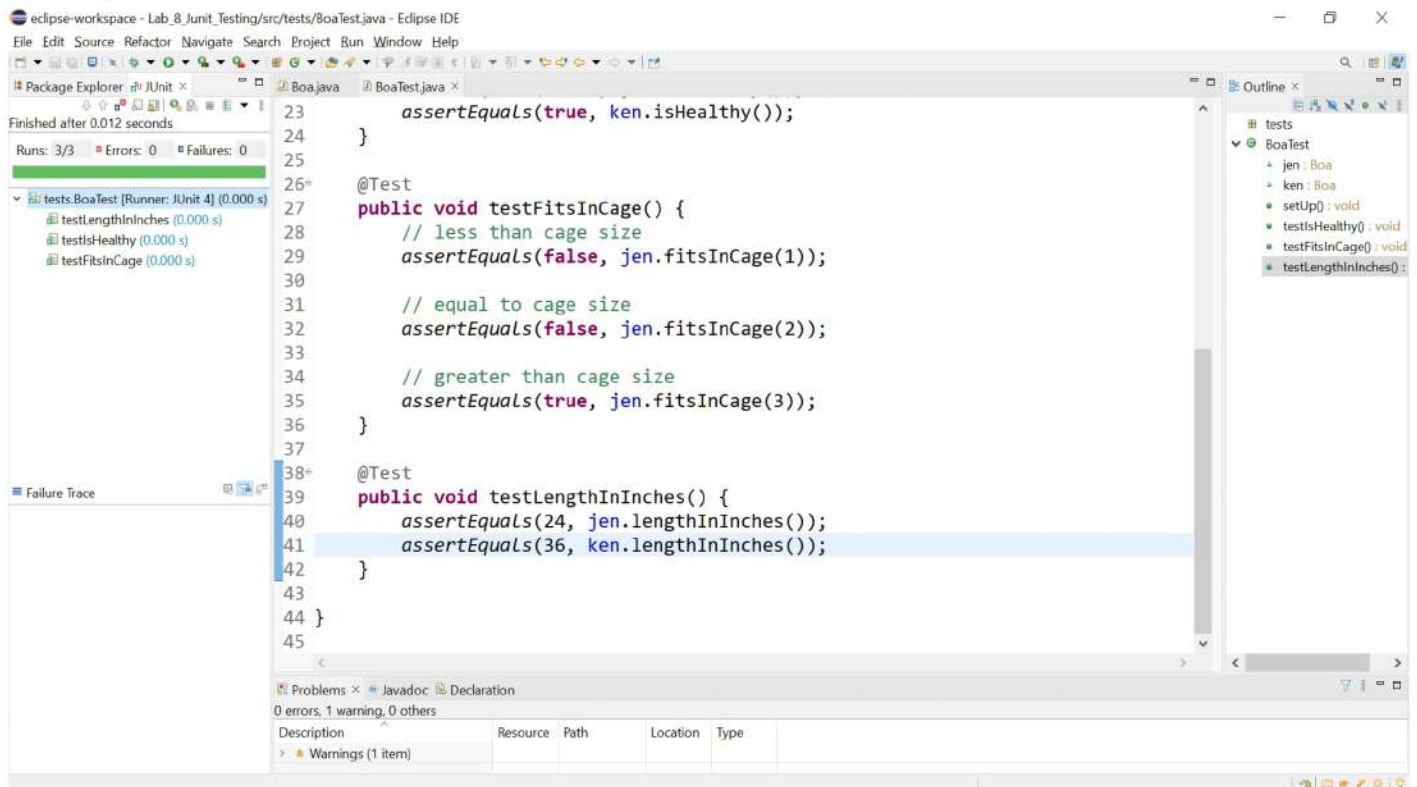 eclipse-workspace - Lab_8_Junit_Testing/src/tests/BoaTest.java - Eclipse IDE
File Edit Source Refactor Navigate Search Project Run Window Help
Package Explorer JUnit ×
Finished after 0.012 seconds
Runs: 3/3 Errors: 0 Failures: 0
tests.BoaTest [Runner: JUnit 4] (0.000 s)
testLengthInInches (0.000 s)
testIsHealthy (0.000 s)
testFitsInCage (0.000 s)
Failure Trace
Boa.java BoaTest.java ×
23 assertEquals(true, ken.isHealthy());
24 }
25
26 @Test
27 public void testFitsInCage() {
28 // less than cage size
29 assertEquals(false, jen.fitsInCage(1));
30
31 // equal to cage size
32 assertEquals(false, jen.fitsInCage(2));
33
34 // greater than cage size
35 assertEquals(true, jen.fitsInCage(3));
36 }
37
38 @Test
39 public void testLengthInInches() {
40 assertEquals(24, jen.lengthInInches());
41 assertEquals(36, ken.lengthInInches());
42 }
43
44 }
45
Outline ×
tests
BoaTest
jen : Boa
ken : Boa
setUp() : void
testIsHealthy() : void
testFitsInCage() : void
testLengthInInches() :
Problems × Javadoc Declaration
0 errors, 1 warning, 0 others
Description Resource Path Location Type
Warnings (1 item)